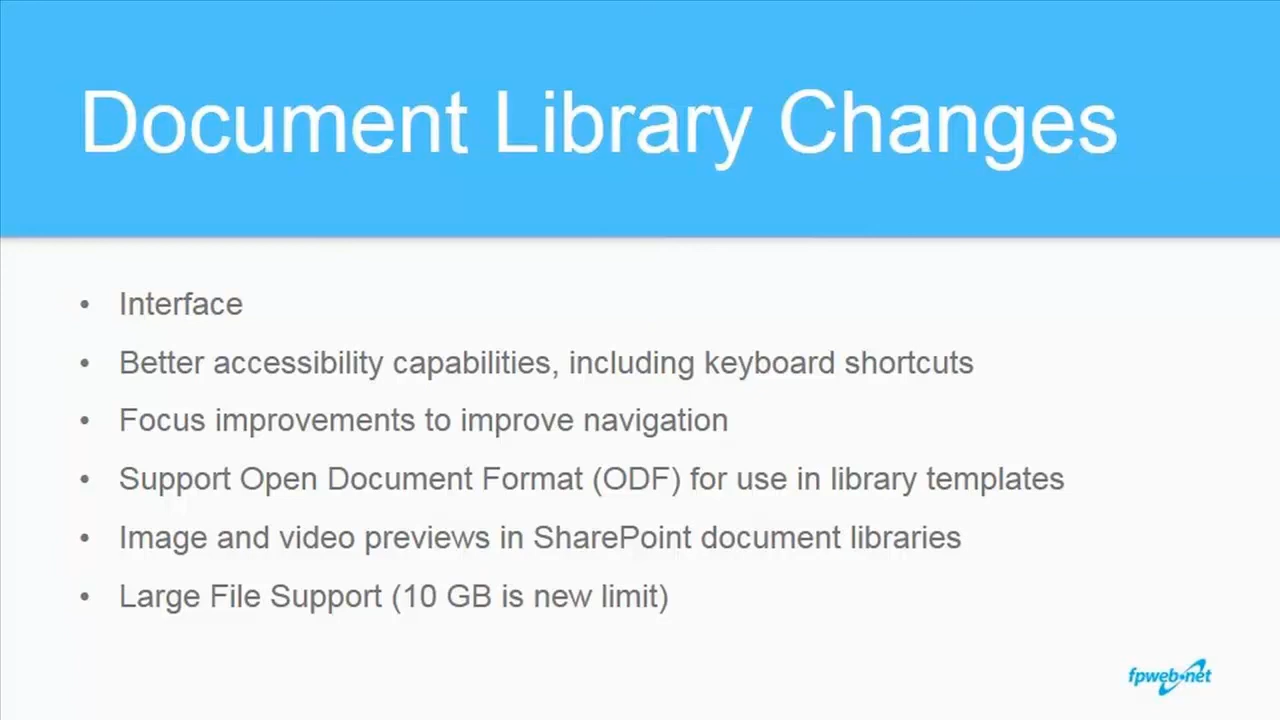 Document Library Changes
• Interface
• Better accessibility capabilities, including keyboard shortcuts
• Focus improvements to improve navigation
• Support Open Document Format (ODF) for use in library templates
• Image and video previews in SharePoint document libraries
• Large File Support (10 GB is new limit)
fpweb•net